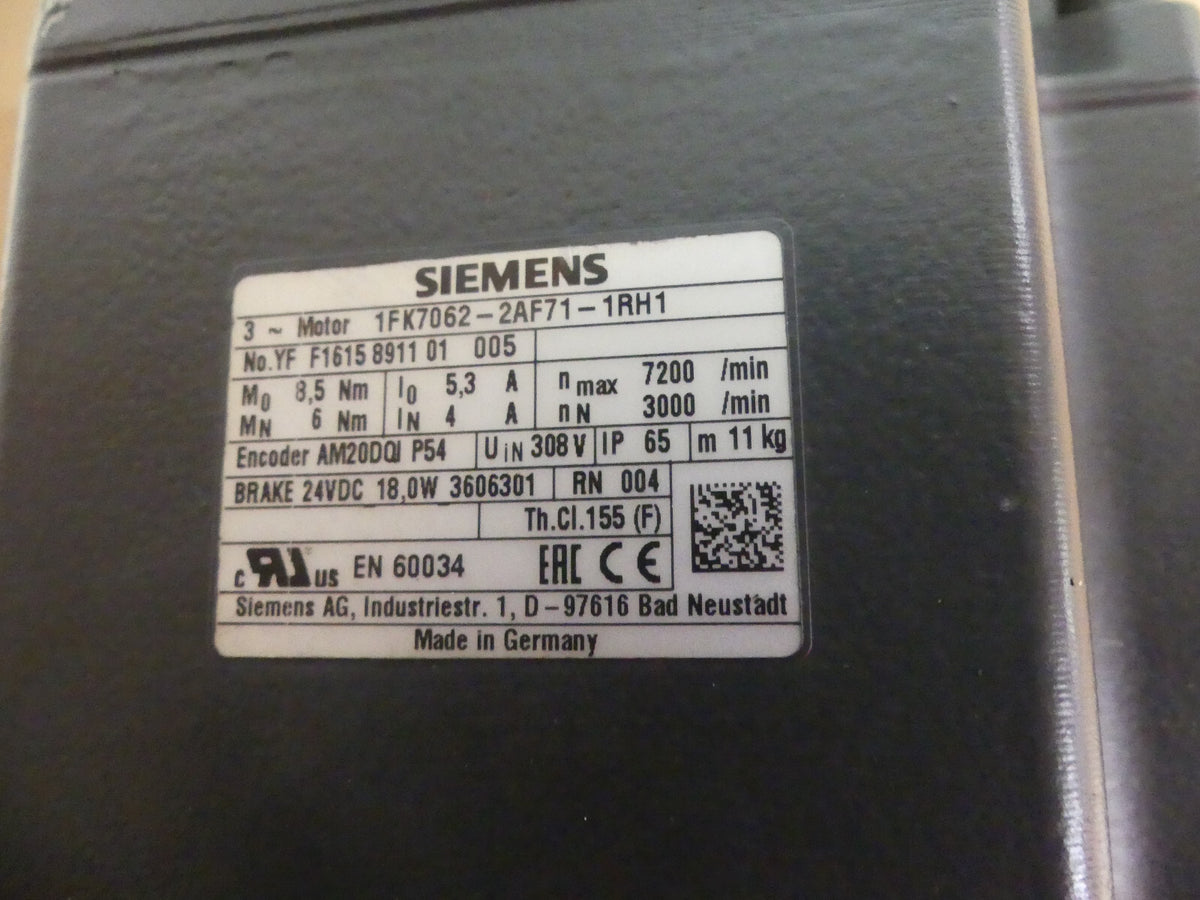 SIEMENS
3 ~ Motor 1FK7062-2AF71-1RH1
No.YF F1615 8911 01 005
M0 8,5 Nm I0 5,3 A n max 7200 /min
MN 6 Nm IN 4 A n N 3000 /min
Encoder AM20DQI P54 UIN 308 V IP 65 m 11 kg
BRAKE 24VDC 18,0W 3606301 RN 004
Th.Cl.155 (F)
c RU us EN 60034 EAC CE
Siemens AG, Industriestr. 1, D-97616 Bad Neustadt
Made in Germany